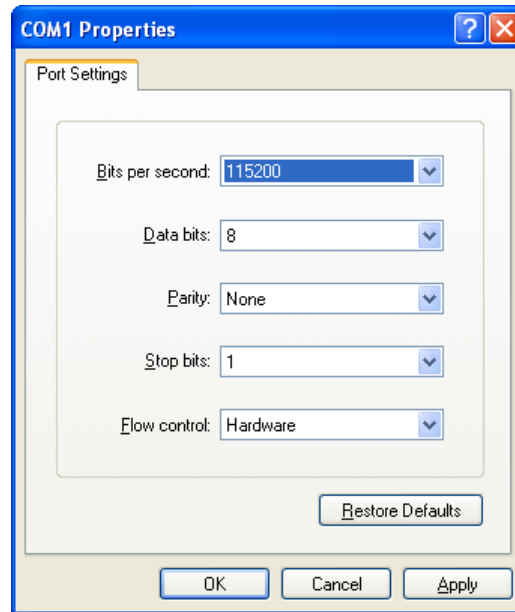 COM1 Properties
Port Settings
Bits per second: 115200
Data bits: 8
Parity: None
Stop bits: 1
Flow control: Hardware
Restore Defaults
OK Cancel Apply